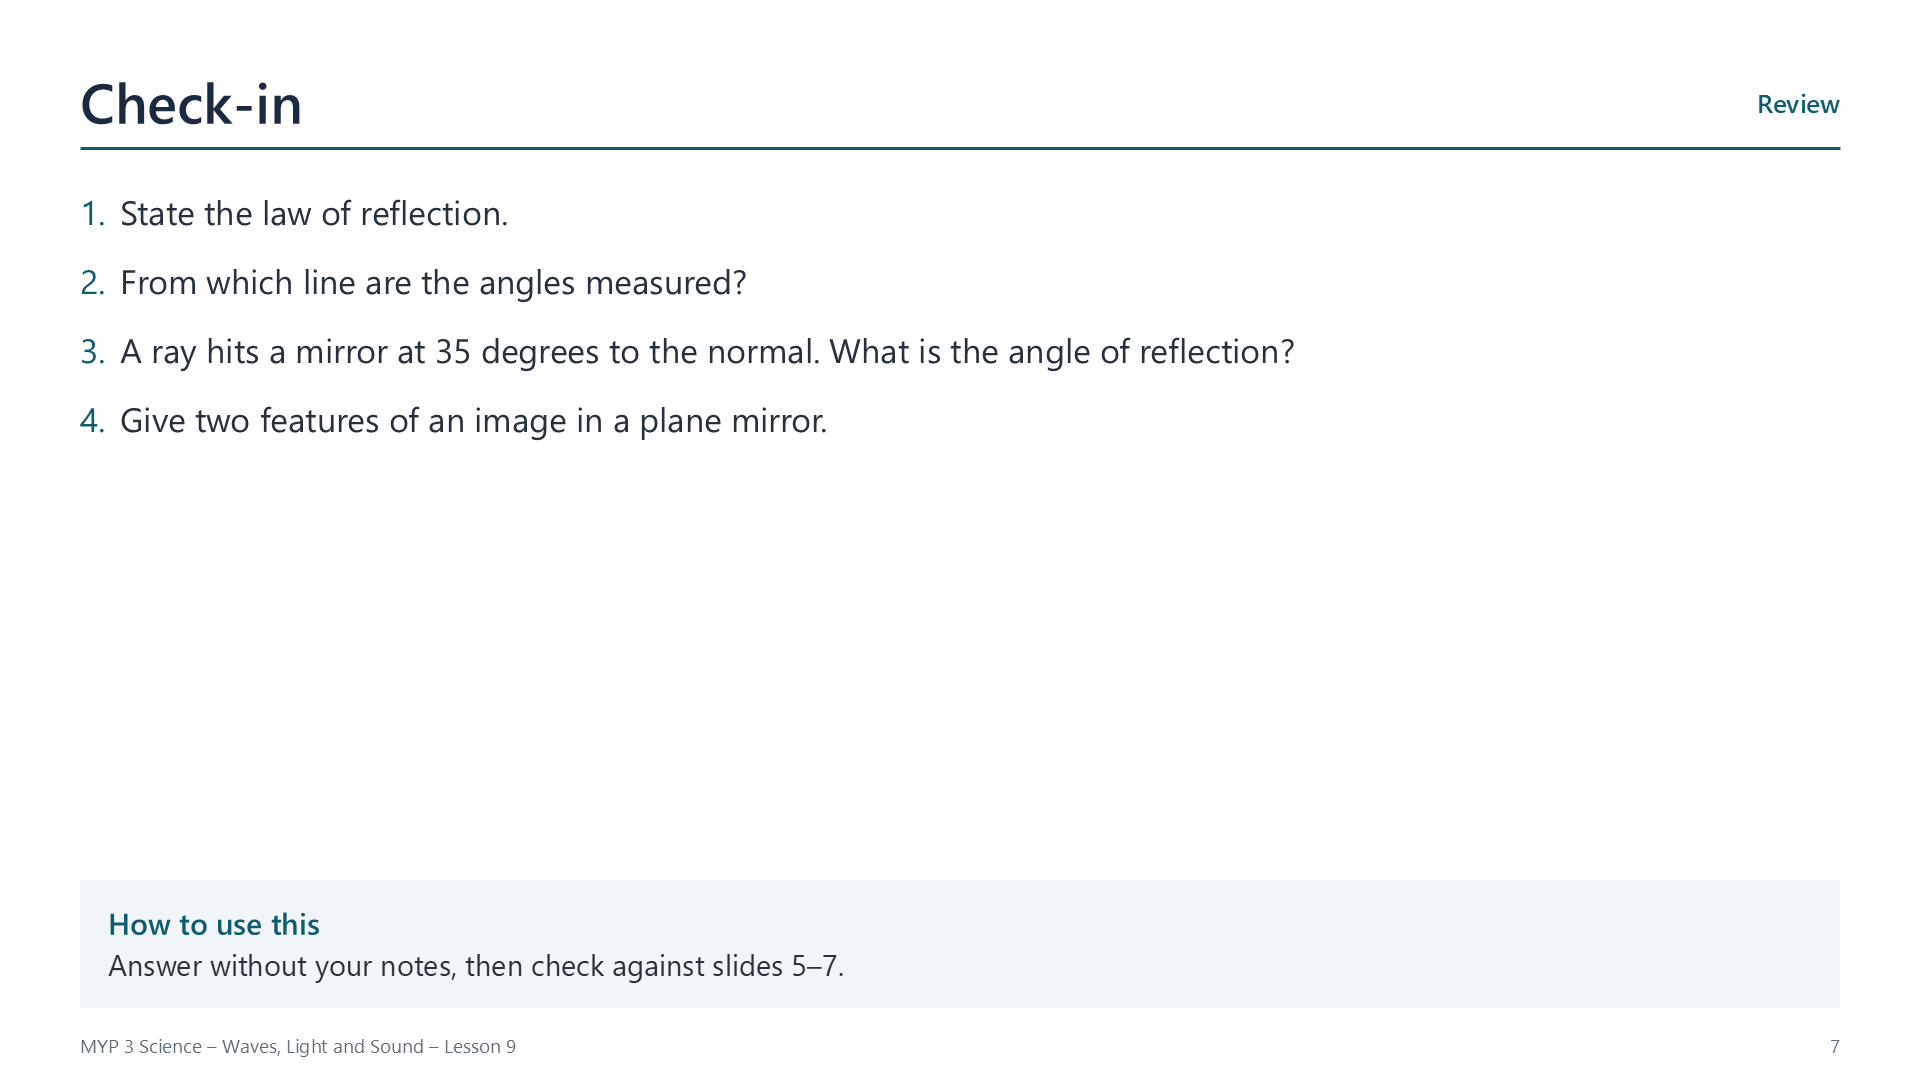 Check-in
Review
1. State the law of reflection.
2. From which line are the angles measured?
3. A ray hits a mirror at 35 degrees to the normal. What is the angle of reflection?
4. Give two features of an image in a plane mirror.
How to use this
Answer without your notes, then check against slides 5–7.
MYP 3 Science – Waves, Light and Sound – Lesson 9
7